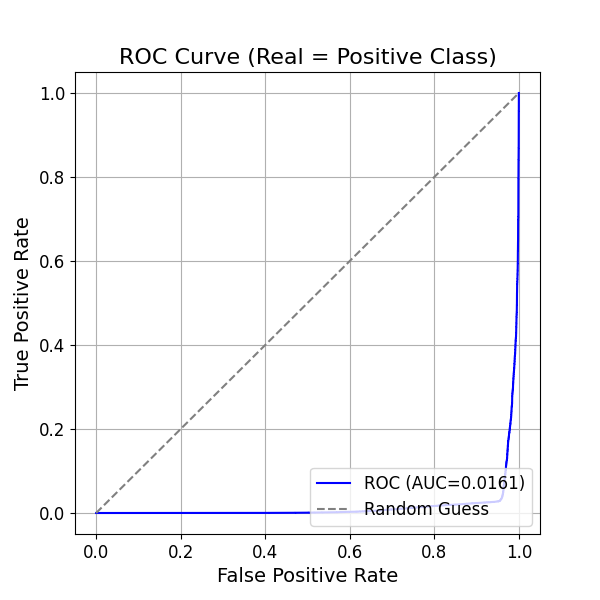 ROC Curve (Real = Positive Class)
True Positive Rate
1.0
0.8
0.6
0.4
0.2
0.0
ROC (AUC=0.0161)
Random Guess
0.0 0.2 0.4 0.6 0.8 1.0
False Positive Rate